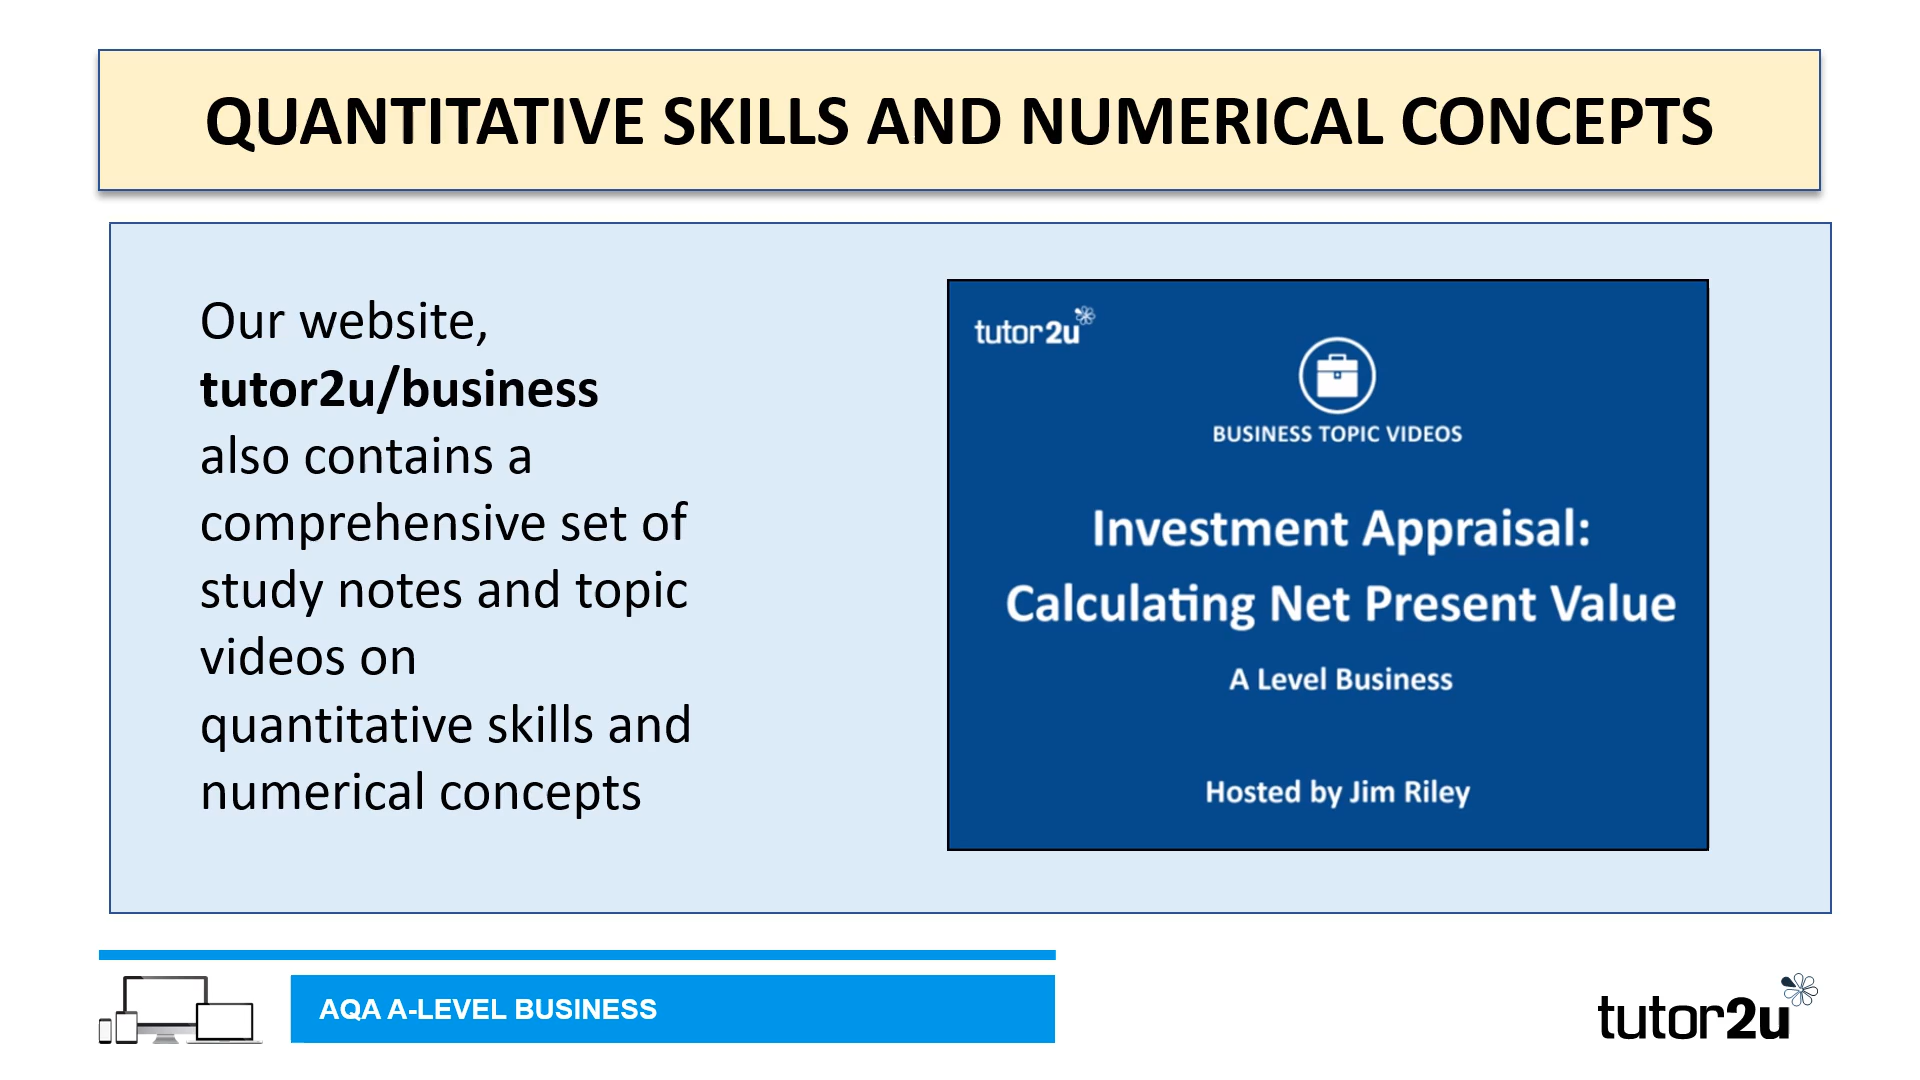 QUANTITATIVE SKILLS AND NUMERICAL CONCEPTS
Our website,
tutor2u/business
also contains a
comprehensive set of
study notes and topic
videos on
quantitative skills and
numerical concepts
tutor2u
BUSINESS TOPIC VIDEOS
Investment Appraisal:
Calculating Net Present Value
A Level Business
Hosted by Jim Riley
AQA A-LEVEL BUSINESS
tutor2u